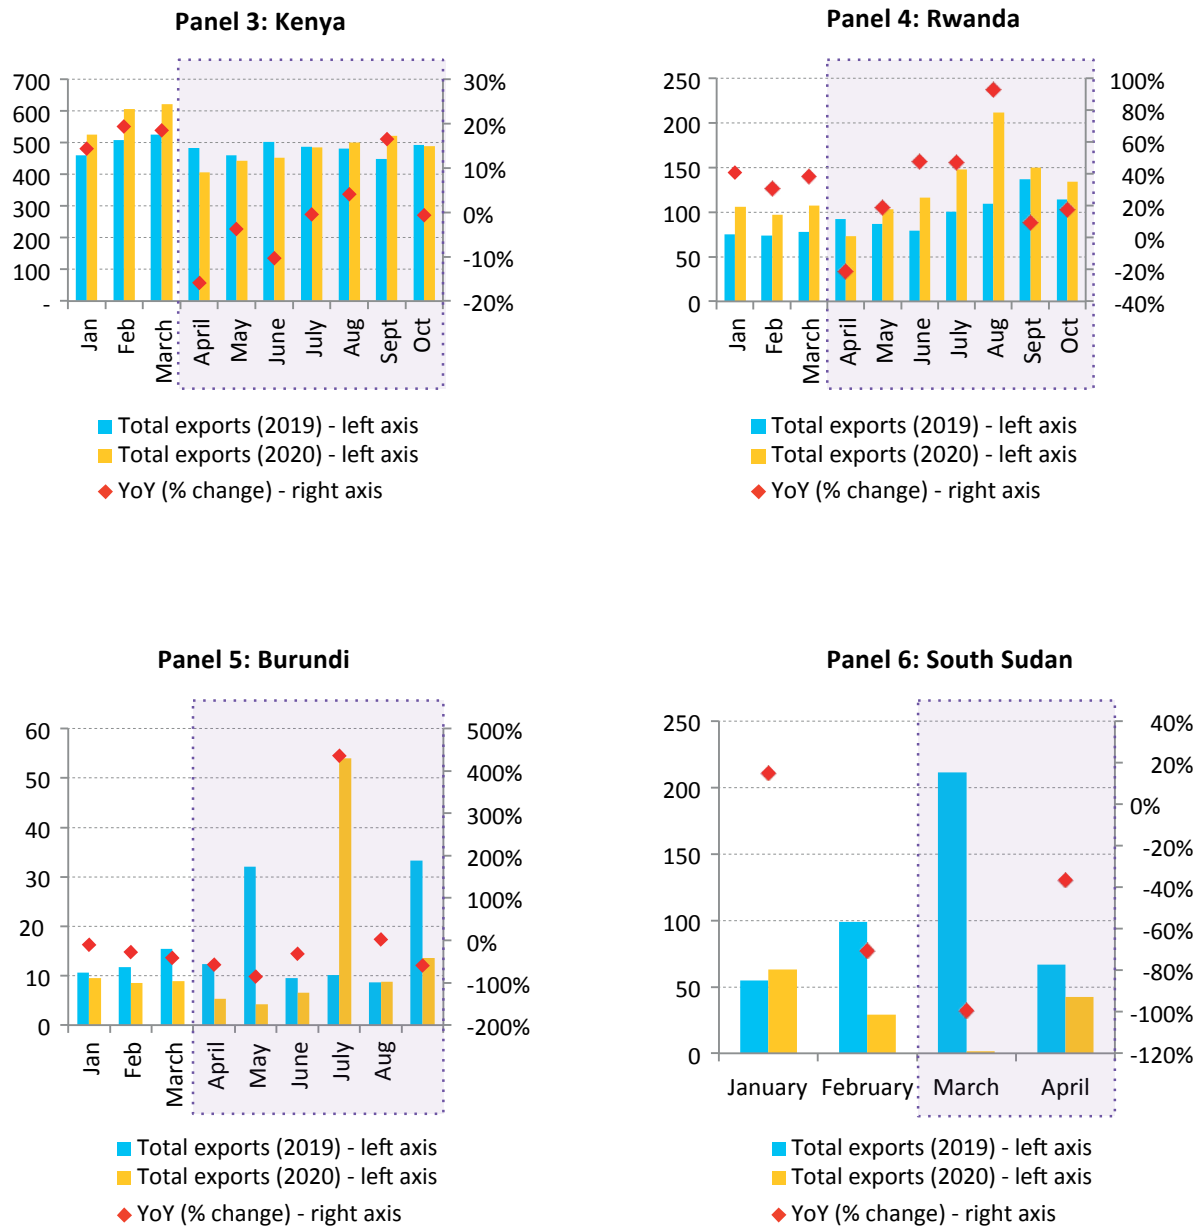 Panel 3: Kenya
700
600
500
400
300
200
100
-
30%
20%
10%
0%
-10%
-20%
Jan
Feb
March
April
May
June
July
Aug
Sept
Oct
Total exports (2019) - left axis
Total exports (2020) - left axis
YoY (% change) - right axis
Panel 4: Rwanda
250
200
150
100
50
0
100%
80%
60%
40%
20%
0%
-20%
-40%
Jan
Feb
March
April
May
June
July
Aug
Sept
Oct
Total exports (2019) - left axis
Total exports (2020) - left axis
YoY (% change) - right axis
Panel 5: Burundi
60
50
40
30
20
10
0
500%
400%
300%
200%
100%
0%
-100%
-200%
Jan
Feb
March
April
May
June
July
Aug
Total exports (2019) - left axis
Total exports (2020) - left axis
YoY (% change) - right axis
Panel 6: South Sudan
250
200
150
100
50
0
40%
20%
0%
-20%
-40%
-60%
-80%
-100%
-120%
January
February
March
April
Total exports (2019) - left axis
Total exports (2020) - left axis
YoY (% change) - right axis